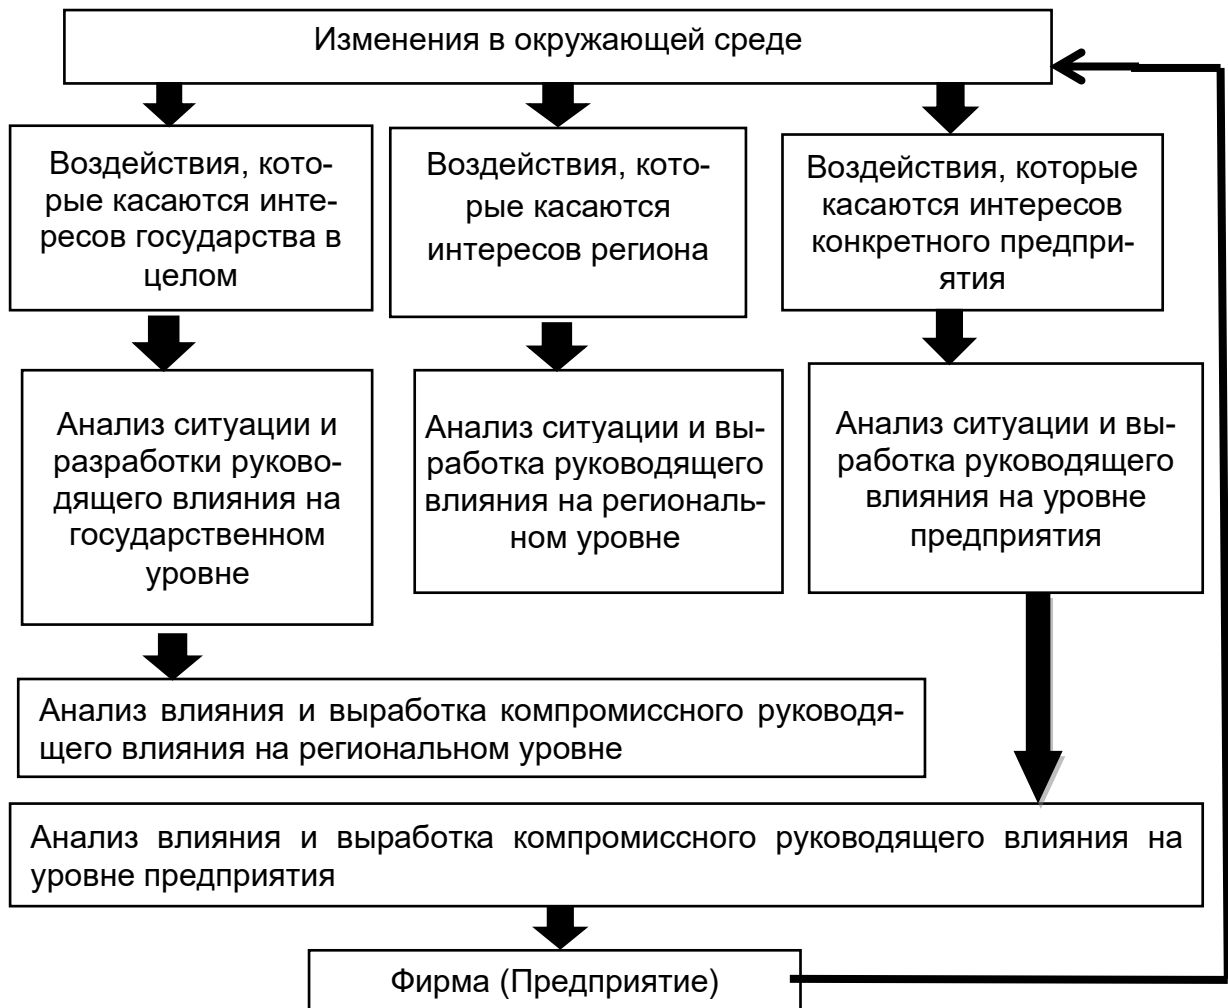 Изменения в окружающей среде
Воздействия, кото-
рые касаются инте-
ресов государства в
целом
Воздействия, кото-
рые касаются
интересов региона
Воздействия, которые
касаются интересов
конкретного предпри-
ятия
Анализ ситуации и
разработки руково-
дящего влияния на
государственном
уровне
Анализ ситуации и вы-
работка руководящего
влияния на региональ-
ном уровне
Анализ ситуации и вы-
работка руководящего
влияния на уровне
предприятия
Анализ влияния и выработка компромиссного руководя-
щего влияния на региональном уровне
Анализ влияния и выработка компромиссного руководящего влияния на
уровне предприятия
Фирма (Предприятие)